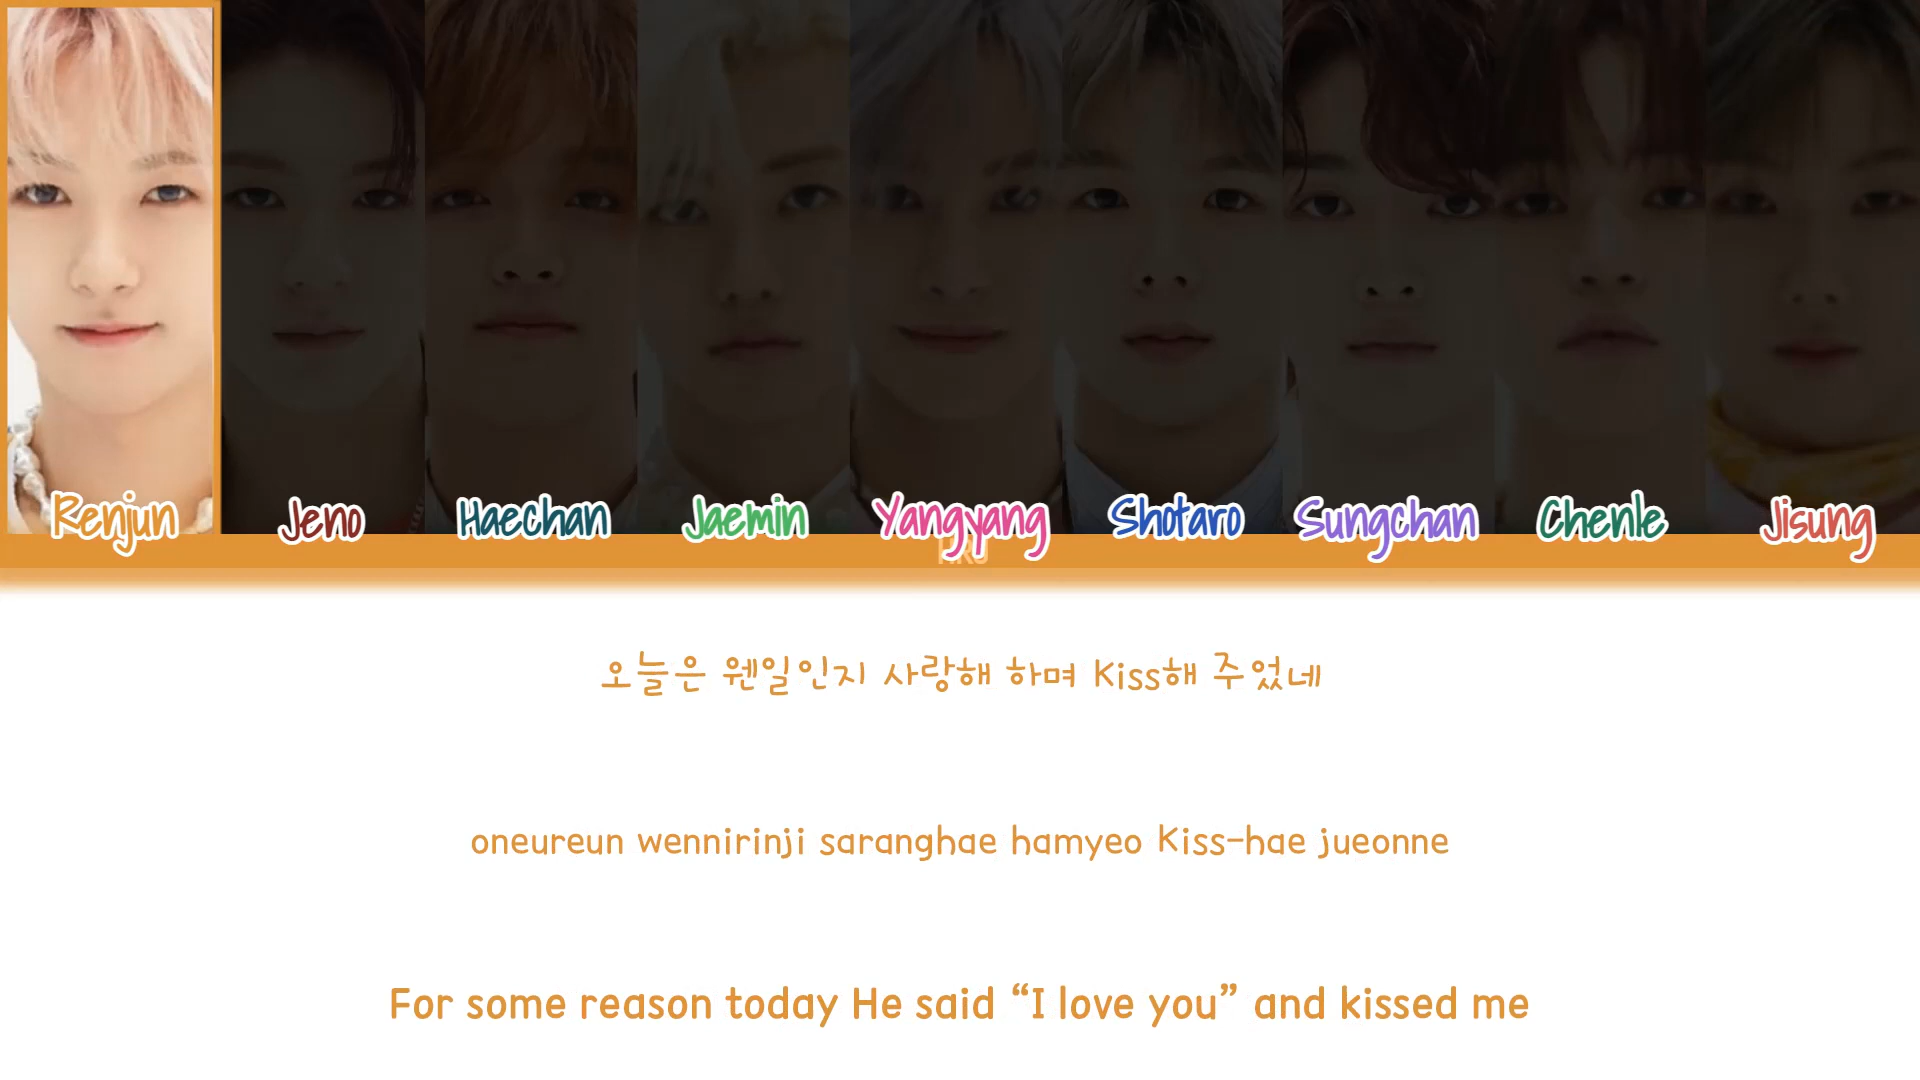 Renjun Jeno Haechan Jaemin Yangyang Shotaro Sungchan Chenle Jisung
오늘은 웬일인지 사랑해 하며 Kiss해 주었네
oneureun wennirinji saranghae hamyeo Kiss-hae jueonne
For some reason today He said “I love you” and kissed me